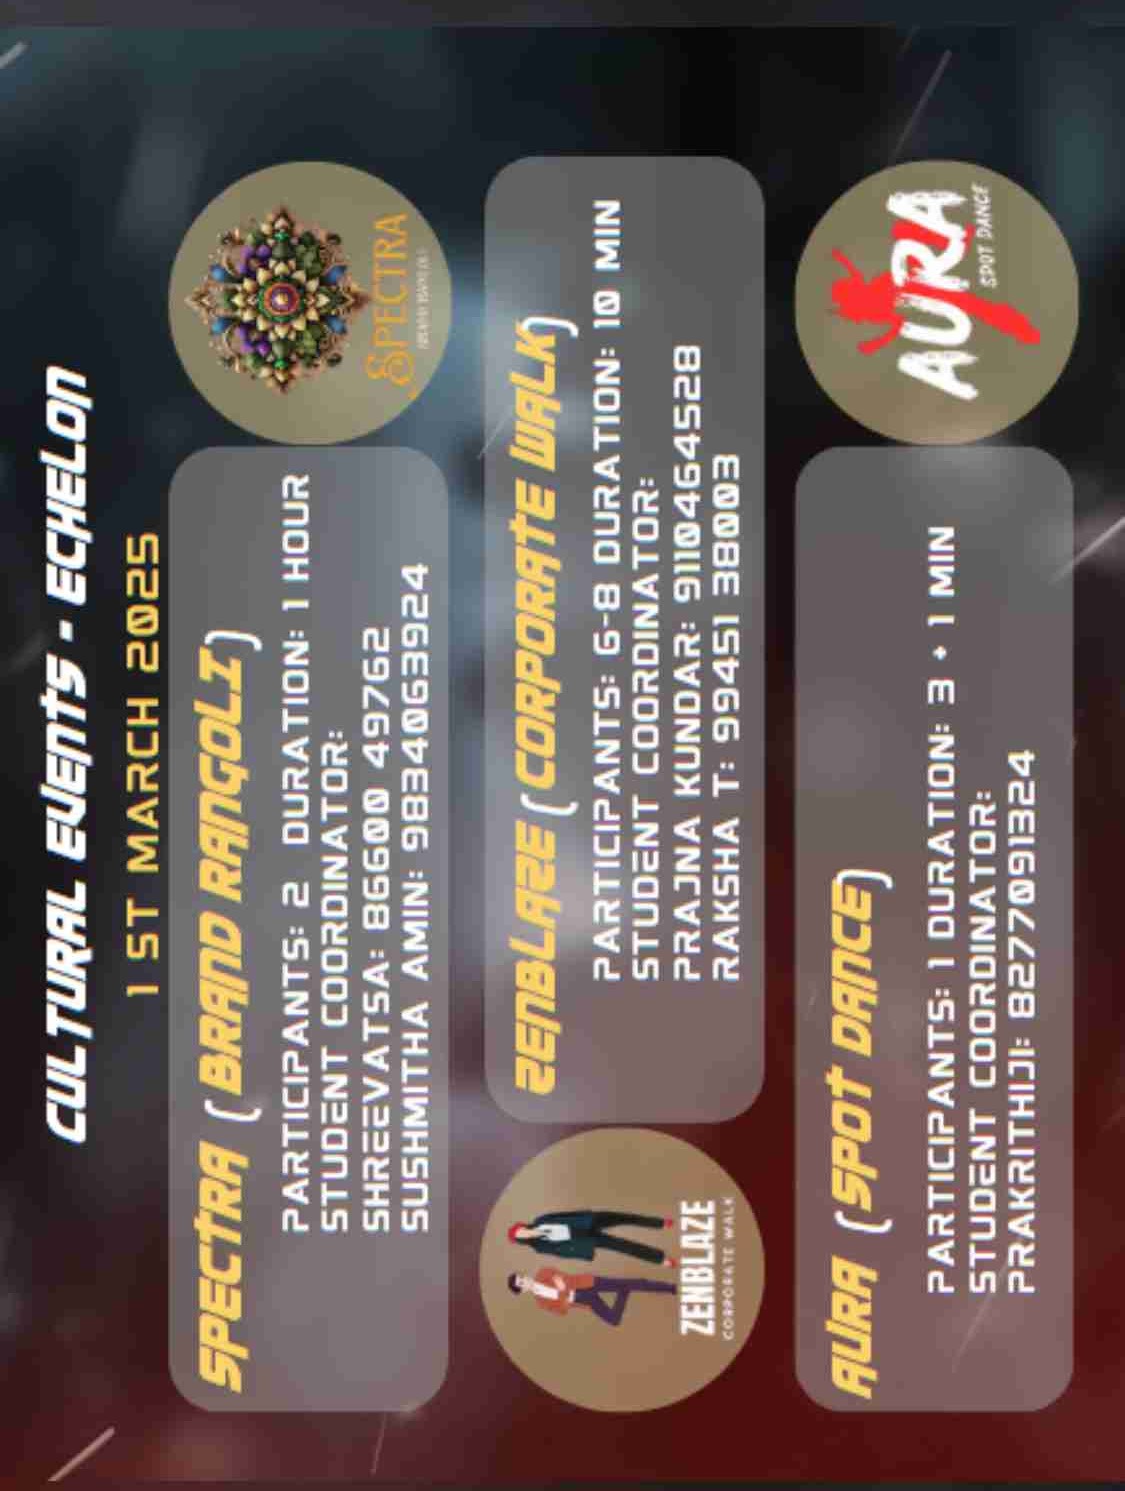 CULTURAL EVENTS - ECHELON
1 ST MARCH 2025
SPECTRA ( BRAND RANGOLI )
PARTICIPANTS: 2 DURATION: 1 HOUR
STUDENT COORDINATOR:
SHREEVATSA: 86600 49762
SUSHMITHA AMIN: 9834063924
SPECTRA
ZENBLAZE ( CORPORATE WALK)
PARTICIPANTS: 6-8 DURATION: 10 MIN
STUDENT COORDINATOR:
PRAJNA KUNDAR: 9110464528
RAKSHA T: 99451 38003
ZENBLAZE
CORPORATE WALK
AURA (SPOT DANCE)
PARTICIPANTS: 1 DURATION: 3 + 1 MIN
STUDENT COORDINATOR:
PRAKRITHIJI: 8277091324
AURA
SPOT DANCE